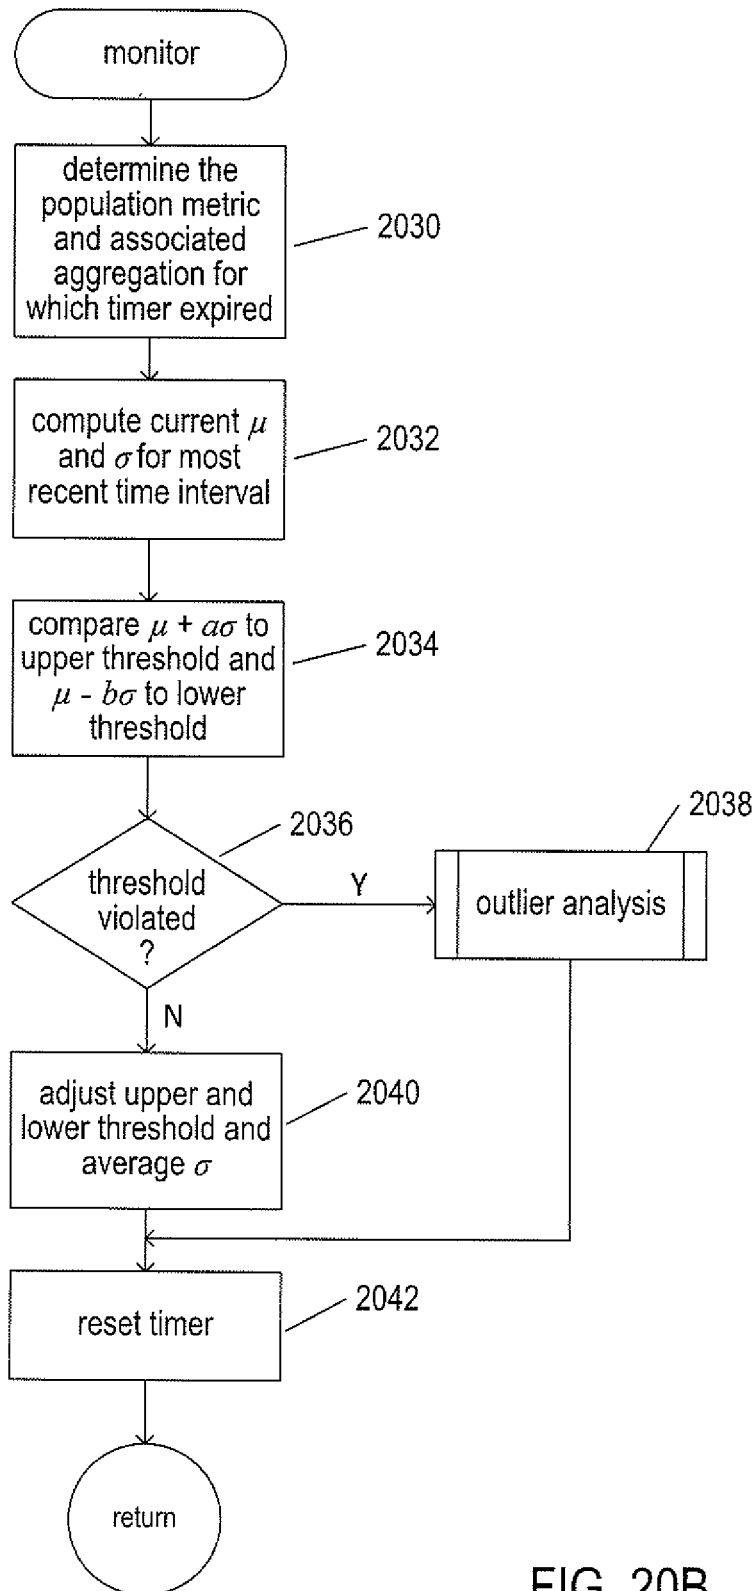 monitor
determine the
population metric
and associated
aggregation for
which timer expired
2030
compute current μ
and σ for most
recent time interval
2032
compare μ + aσ to
upper threshold and
μ - bσ to lower
threshold
2034
threshold
violated
?
2036
Y
outlier analysis
2038
N
adjust upper and
lower threshold and
average σ
2040
reset timer
2042
return
FIG. 20B